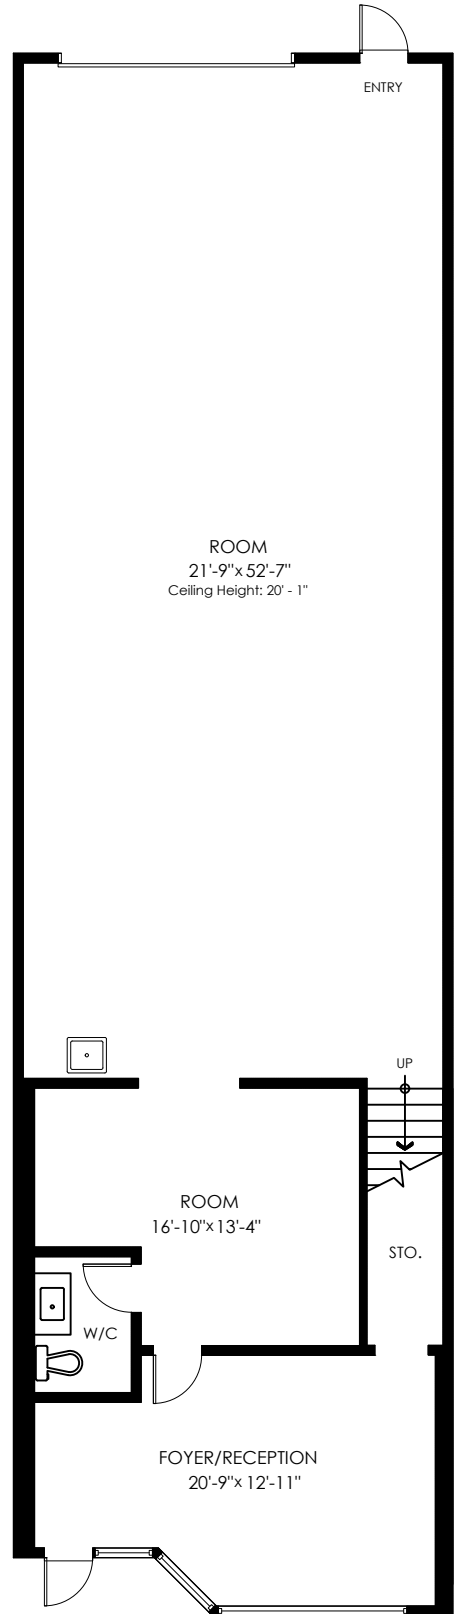 ENTRY
ROOM
21'-9"x 52'-7"
Ceiling Height: 20' - 1"
UP
ROOM
16'-10"x 13'-4"
STO.
W/C
FOYER/RECEPTION
20'-9"x 12'-11"